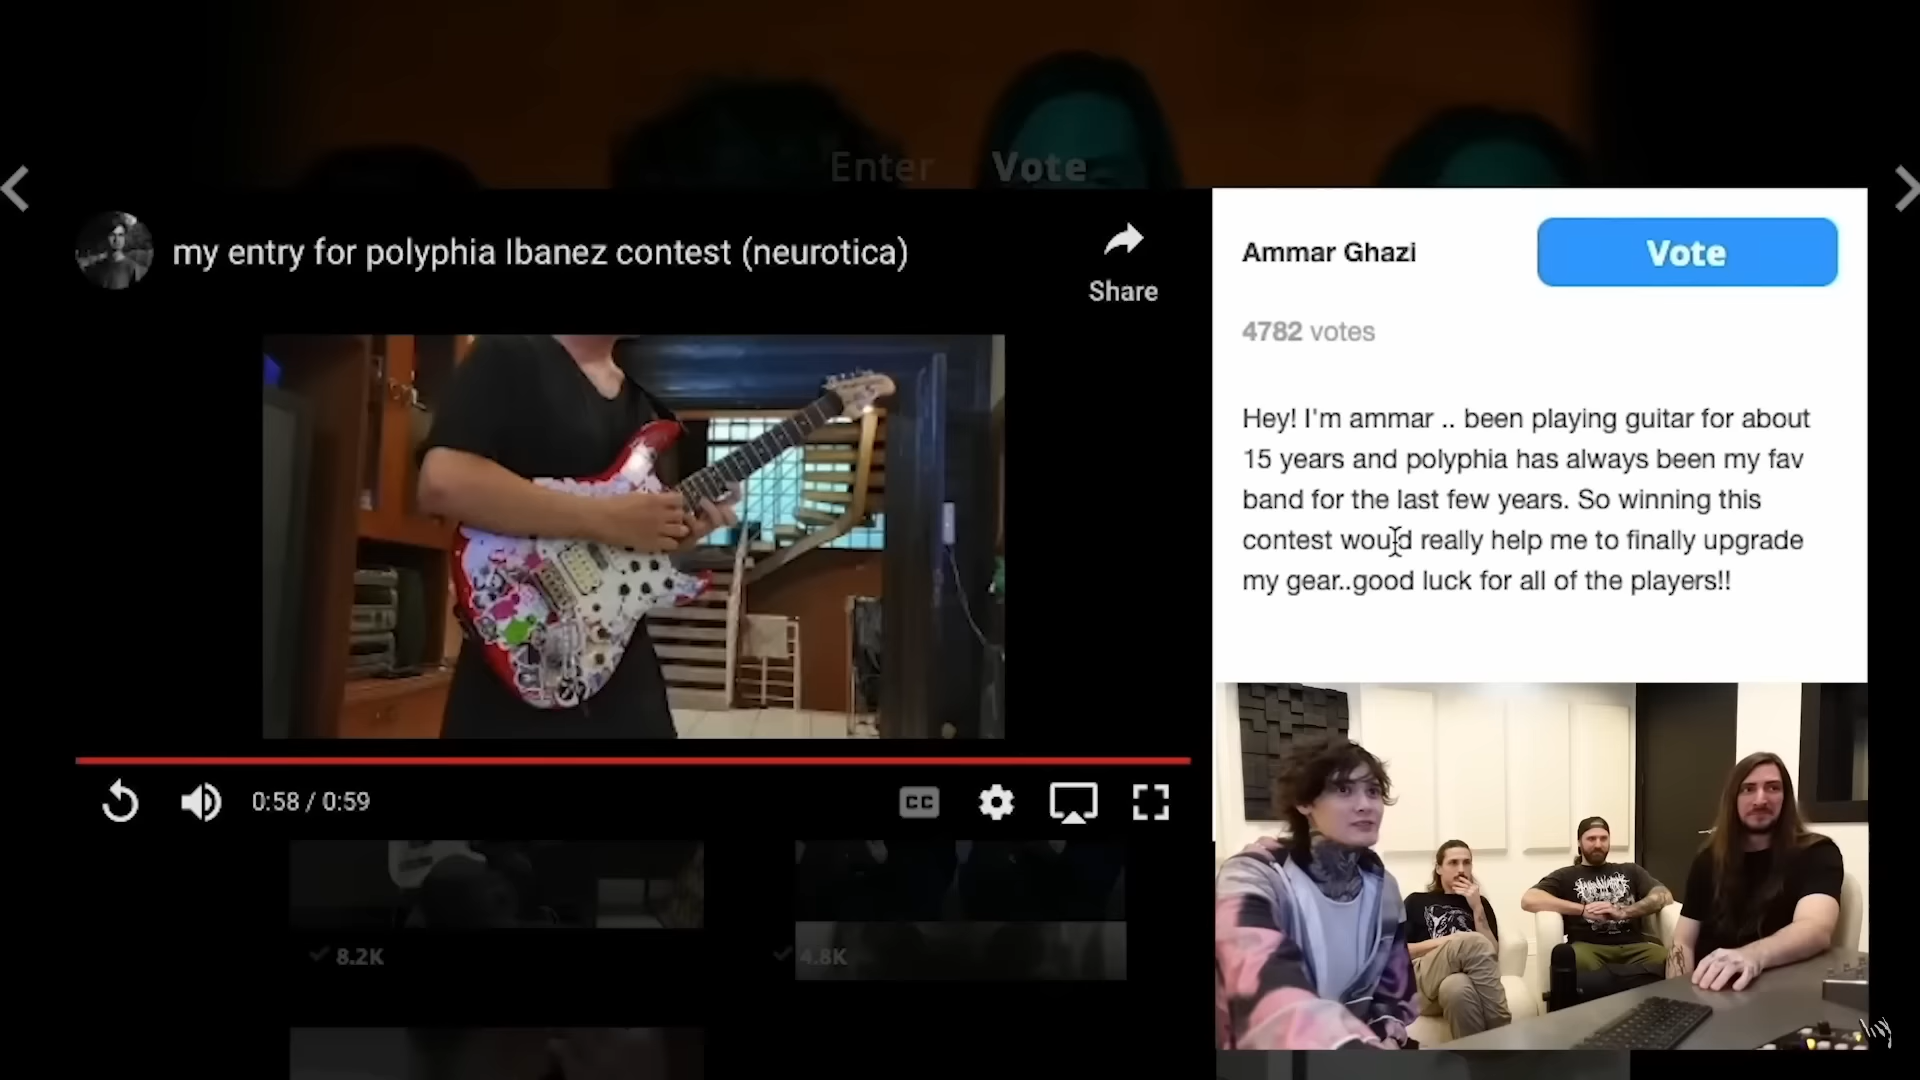 Enter Vote
my entry for polyphia Ibanez contest (neurotica)
Share
Ammar Ghazi
Vote
4782 votes
Hey! I'm ammar .. been playing guitar for about
15 years and polyphia has always been my fav
band for the last few years. So winning this
contest would really help me to finally upgrade
my gear..good luck for all of the players!!
0:58 / 0:59
CC
8.2K
4.8K